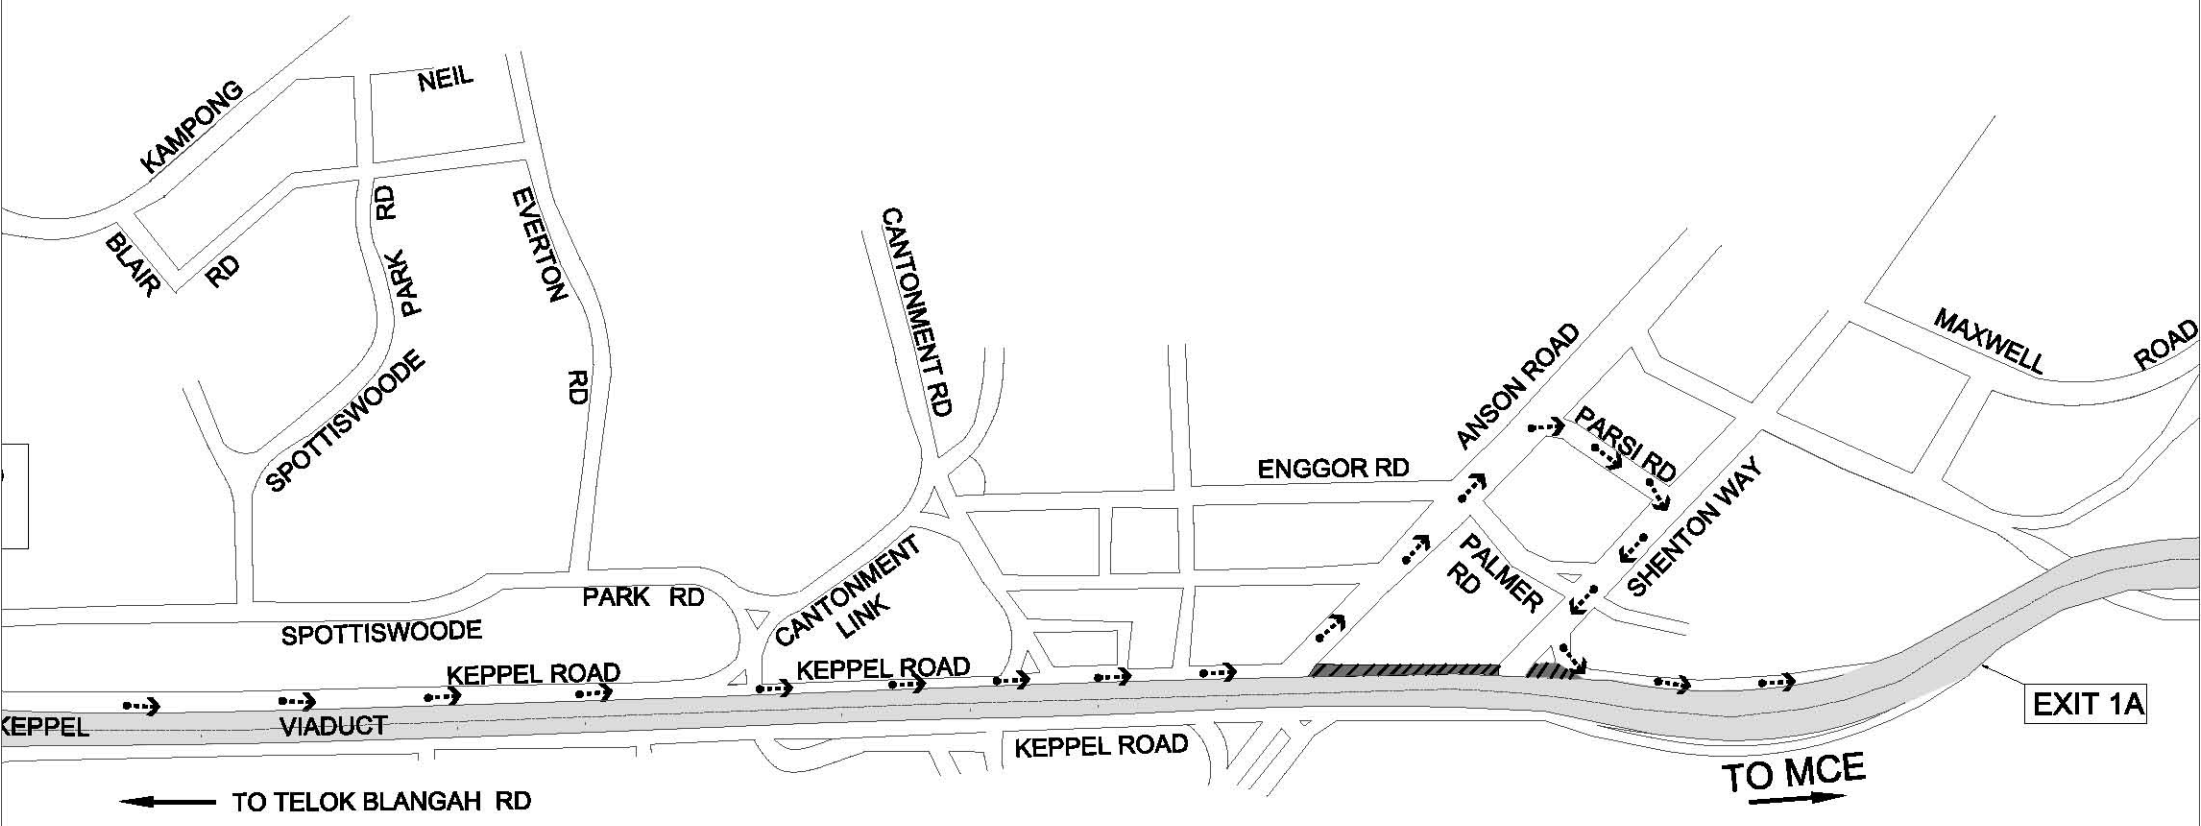 KAMPONG
NEIL
BLAIR
RD
PARK RD
EVERTON
RD
SPOTTISWOODE
CANTONMENT RD
MAXWELL
ROAD
ANSON ROAD
PARSI RD
ENGGOR RD
SHENTON WAY
PALMER
RD
CANTONMENT
LINK
PARK RD
SPOTTISWOODE
KEPPEL ROAD
KEPPEL ROAD
KEPPEL
VIADUCT
KEPPEL ROAD
EXIT 1A
TO MCE
TO TELOK BLANGAH RD